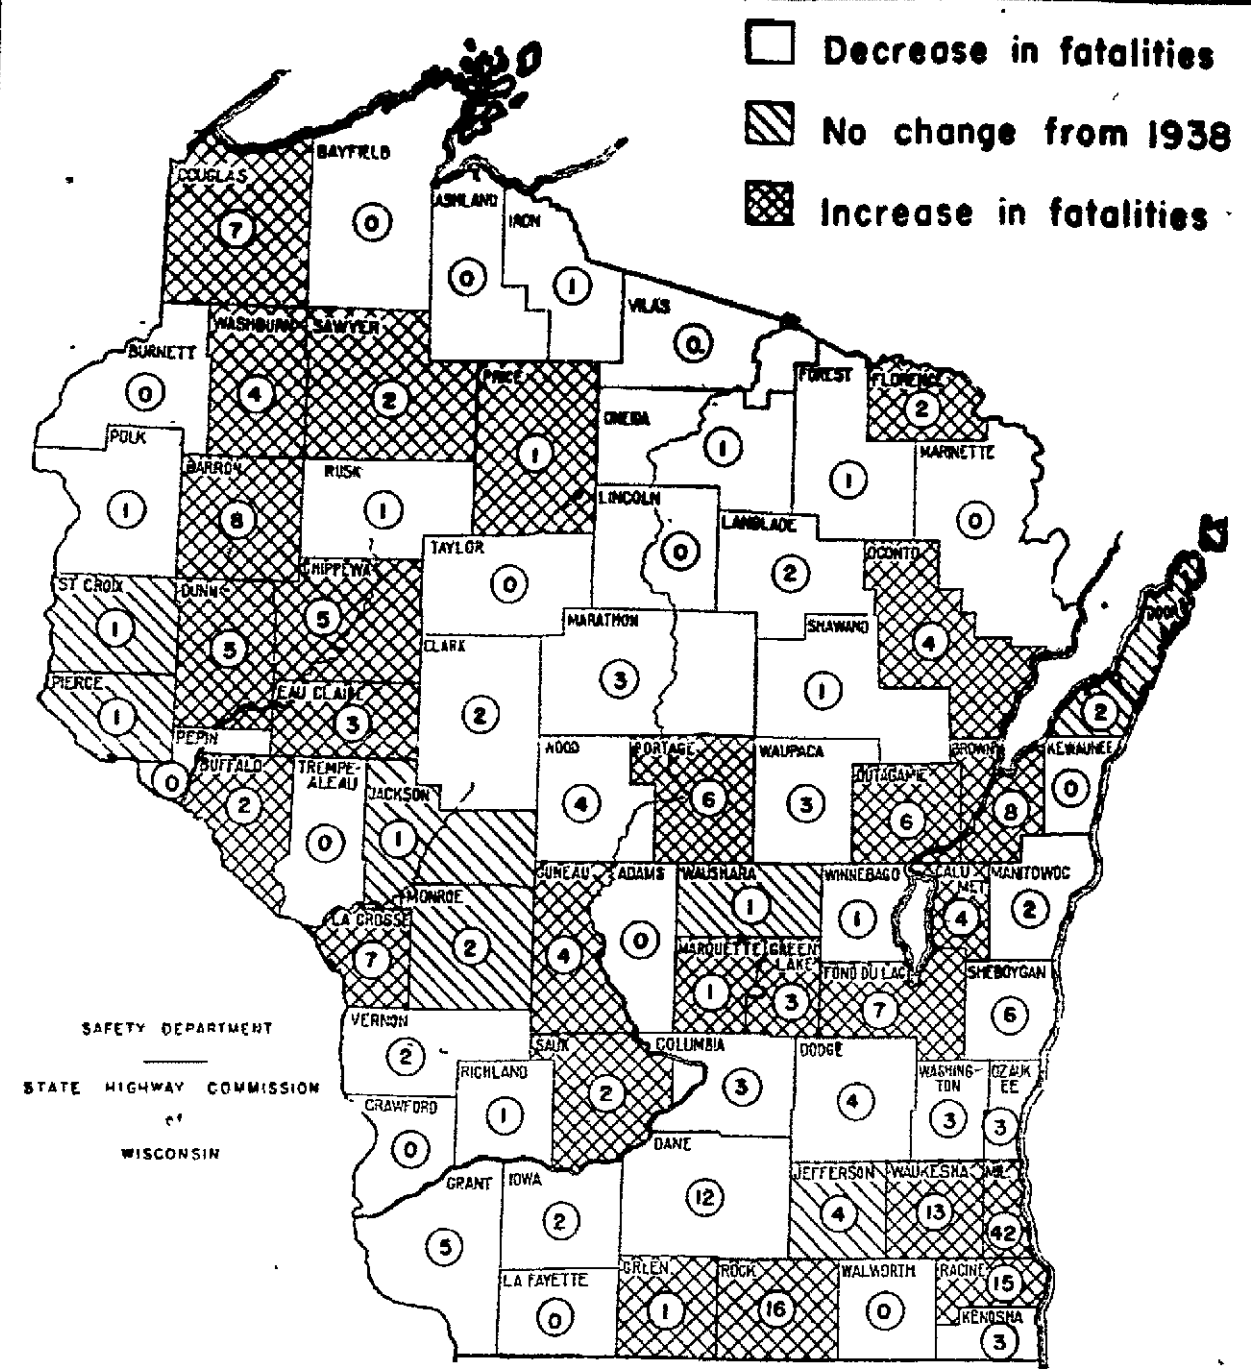 Decrease in fatalities
No change from 1938
Increase in fatalities
DOUGLAS
7
BAYFIELD
0
ASHLAND
0
IRON
1
VILAS
0
BURNETT
0
WASHBURN
4
SAWYER
2
PRICE
1
ONEIDA
1
FOREST
1
FLORENCE
2
MARINETTE
0
POLK
1
BARRON
8
RUSK
1
LINCOLN
0
LANGLADE
2
TAYLOR
0
OCONTO
4
ST CROIX
1
DUNN
5
CHIPPEWA
5
CLARK
2
MARATHON
3
SHAWANO
1
DOOR
2
PIERCE
1
EAU CLAIRE
3
PEPIN
0
BUFFALO
2
TREMPE-
ALEAU
0
JACKSON
1
WOOD
4
PORTAGE
6
WAUPACA
3
OUTAGAMIE
6
BROWN
8
KEWAUNEE
0
LA CROSSE
7
MONROE
2
JUNEAU
4
ADAMS
0
WAUSHARA
1
WINNEBAGO
1
CALU
MET
4
MANITOWOC
2
MARQUETTE
1
GREEN
LAKE
3
FOND DU LAC
7
SHEBOYGAN
6
VERNON
2
RICHLAND
1
SAUK
2
COLUMBIA
3
DODGE
4
WASHING-
TON
3
OZAUK
EE
3
CRAWFORD
0
GRANT
5
IOWA
2
DANE
12
JEFFERSON
4
WAUKESHA
13
MIL.
42
LA FAYETTE
0
GREEN
1
ROCK
16
WALWORTH
0
RACINE
15
KENOSHA
3
SAFETY DEPARTMENT
STATE HIGHWAY COMMISSION
of
WISCONSIN